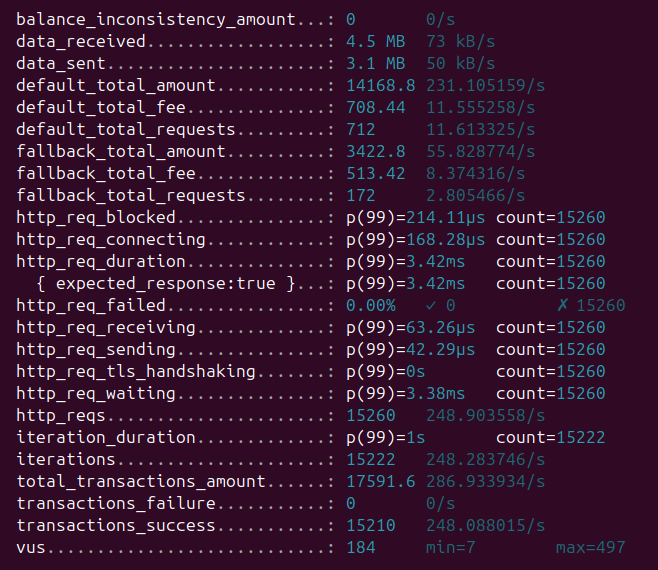 balance_inconsistency_amount...: 0 0/s
data_received..................: 4.5 MB 73 kB/s
data_sent......................: 3.1 MB 50 kB/s
default_total_amount...........: 14168.8 231.105159/s
default_total_fee..............: 708.44 11.555258/s
default_total_requests.........: 712 11.613325/s
fallback_total_amount..........: 3422.8 55.828774/s
fallback_total_fee.............: 513.42 8.374316/s
fallback_total_requests........: 172 2.805466/s
http_req_blocked...............: p(99)=214.11µs count=15260
http_req_connecting............: p(99)=168.28µs count=15260
http_req_duration..............: p(99)=3.42ms count=15260
{ expected_response:true }...: p(99)=3.42ms count=15260
http_req_failed................: 0.00% ✓ 0 ✗ 15260
http_req_receiving.............: p(99)=63.26µs count=15260
http_req_sending...............: p(99)=42.29µs count=15260
http_req_tls_handshaking.......: p(99)=0s count=15260
http_req_waiting...............: p(99)=3.38ms count=15260
http_reqs......................: 15260 248.903558/s
iteration_duration.............: p(99)=1s count=15222
iterations.....................: 15222 248.283746/s
total_transactions_amount......: 17591.6 286.933934/s
transactions_failure...........: 0 0/s
transactions_success...........: 15210 248.088015/s
vus............................: 184 min=7 max=497